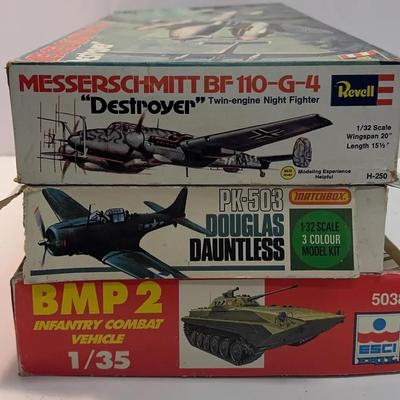 MESSERSCHMITT BF 110-G-4
"Destroyer" Twin-engine Night Fighter
Revell
1/32 Scale
Wingspan 20"
Length 15½"
Modeling Experience
Helpful
H-250
PK-503
DOUGLAS
DAUNTLESS
MATCHBOX
1:32 SCALE
3 COLOUR
MODEL KIT
BMP 2
INFANTRY COMBAT
VEHICLE
1/35
503
ESCI